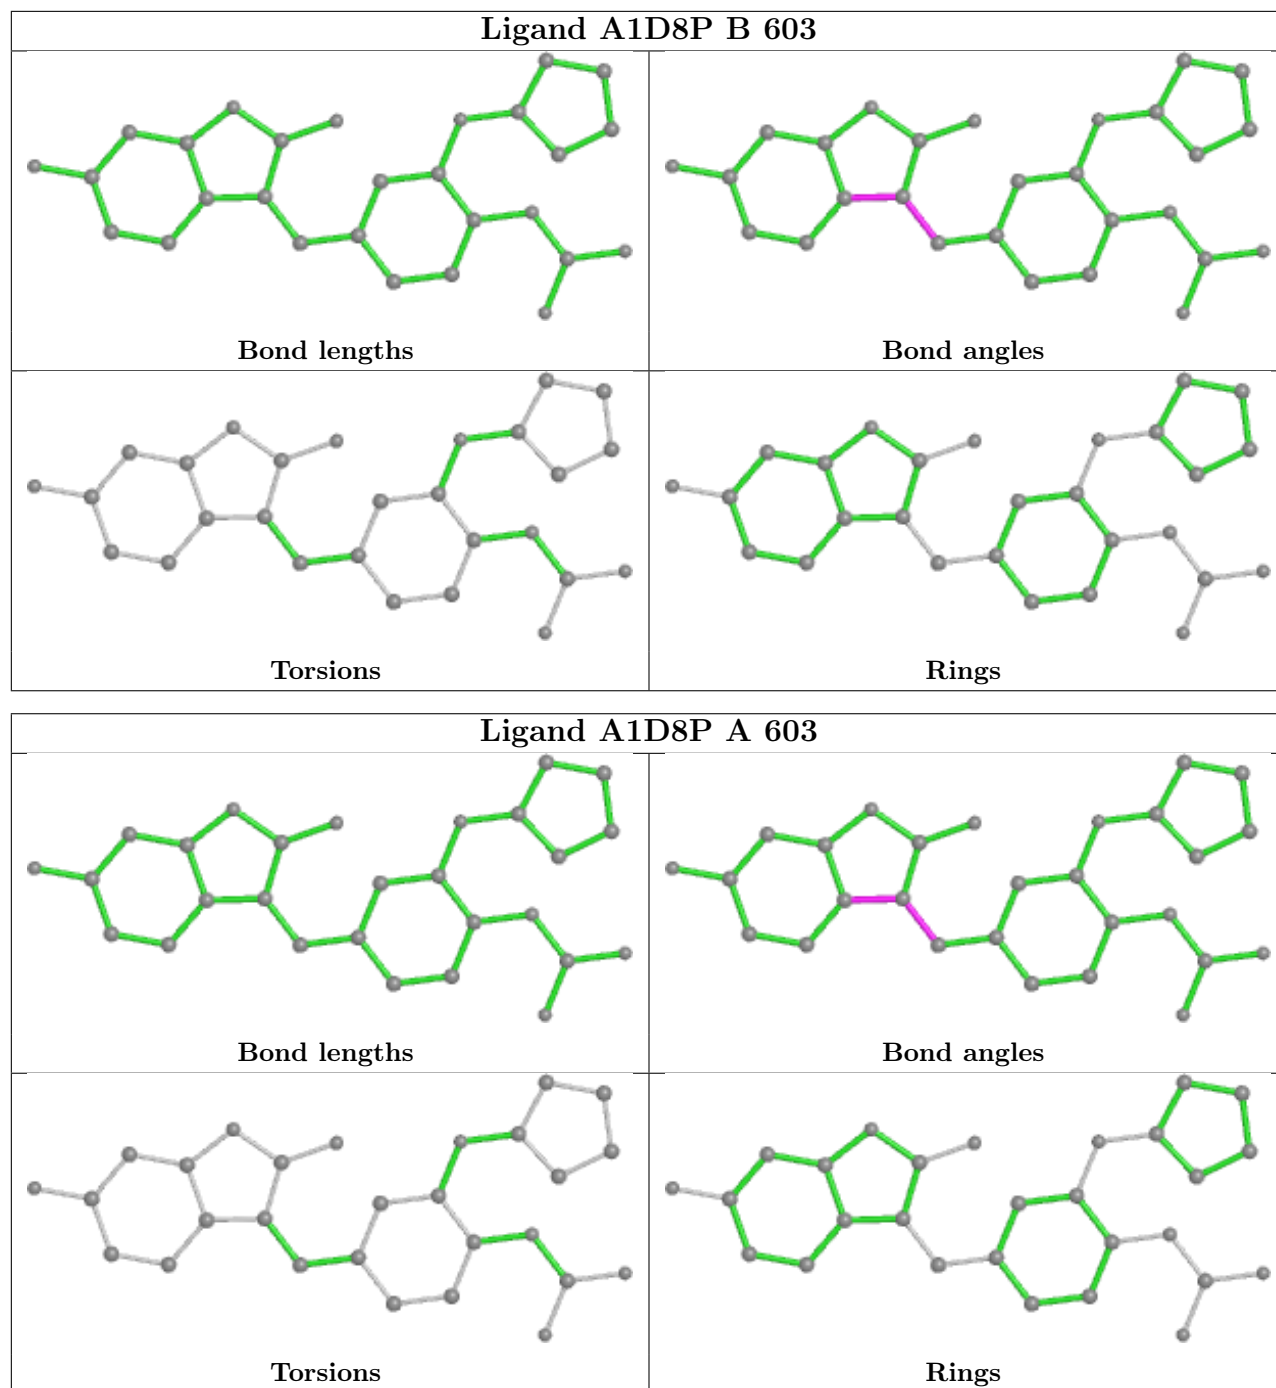 Ligand A1D8P B 603
Bond lengths
Bond angles
Torsions
Rings
Ligand A1D8P A 603
Bond lengths
Bond angles
Torsions
Rings